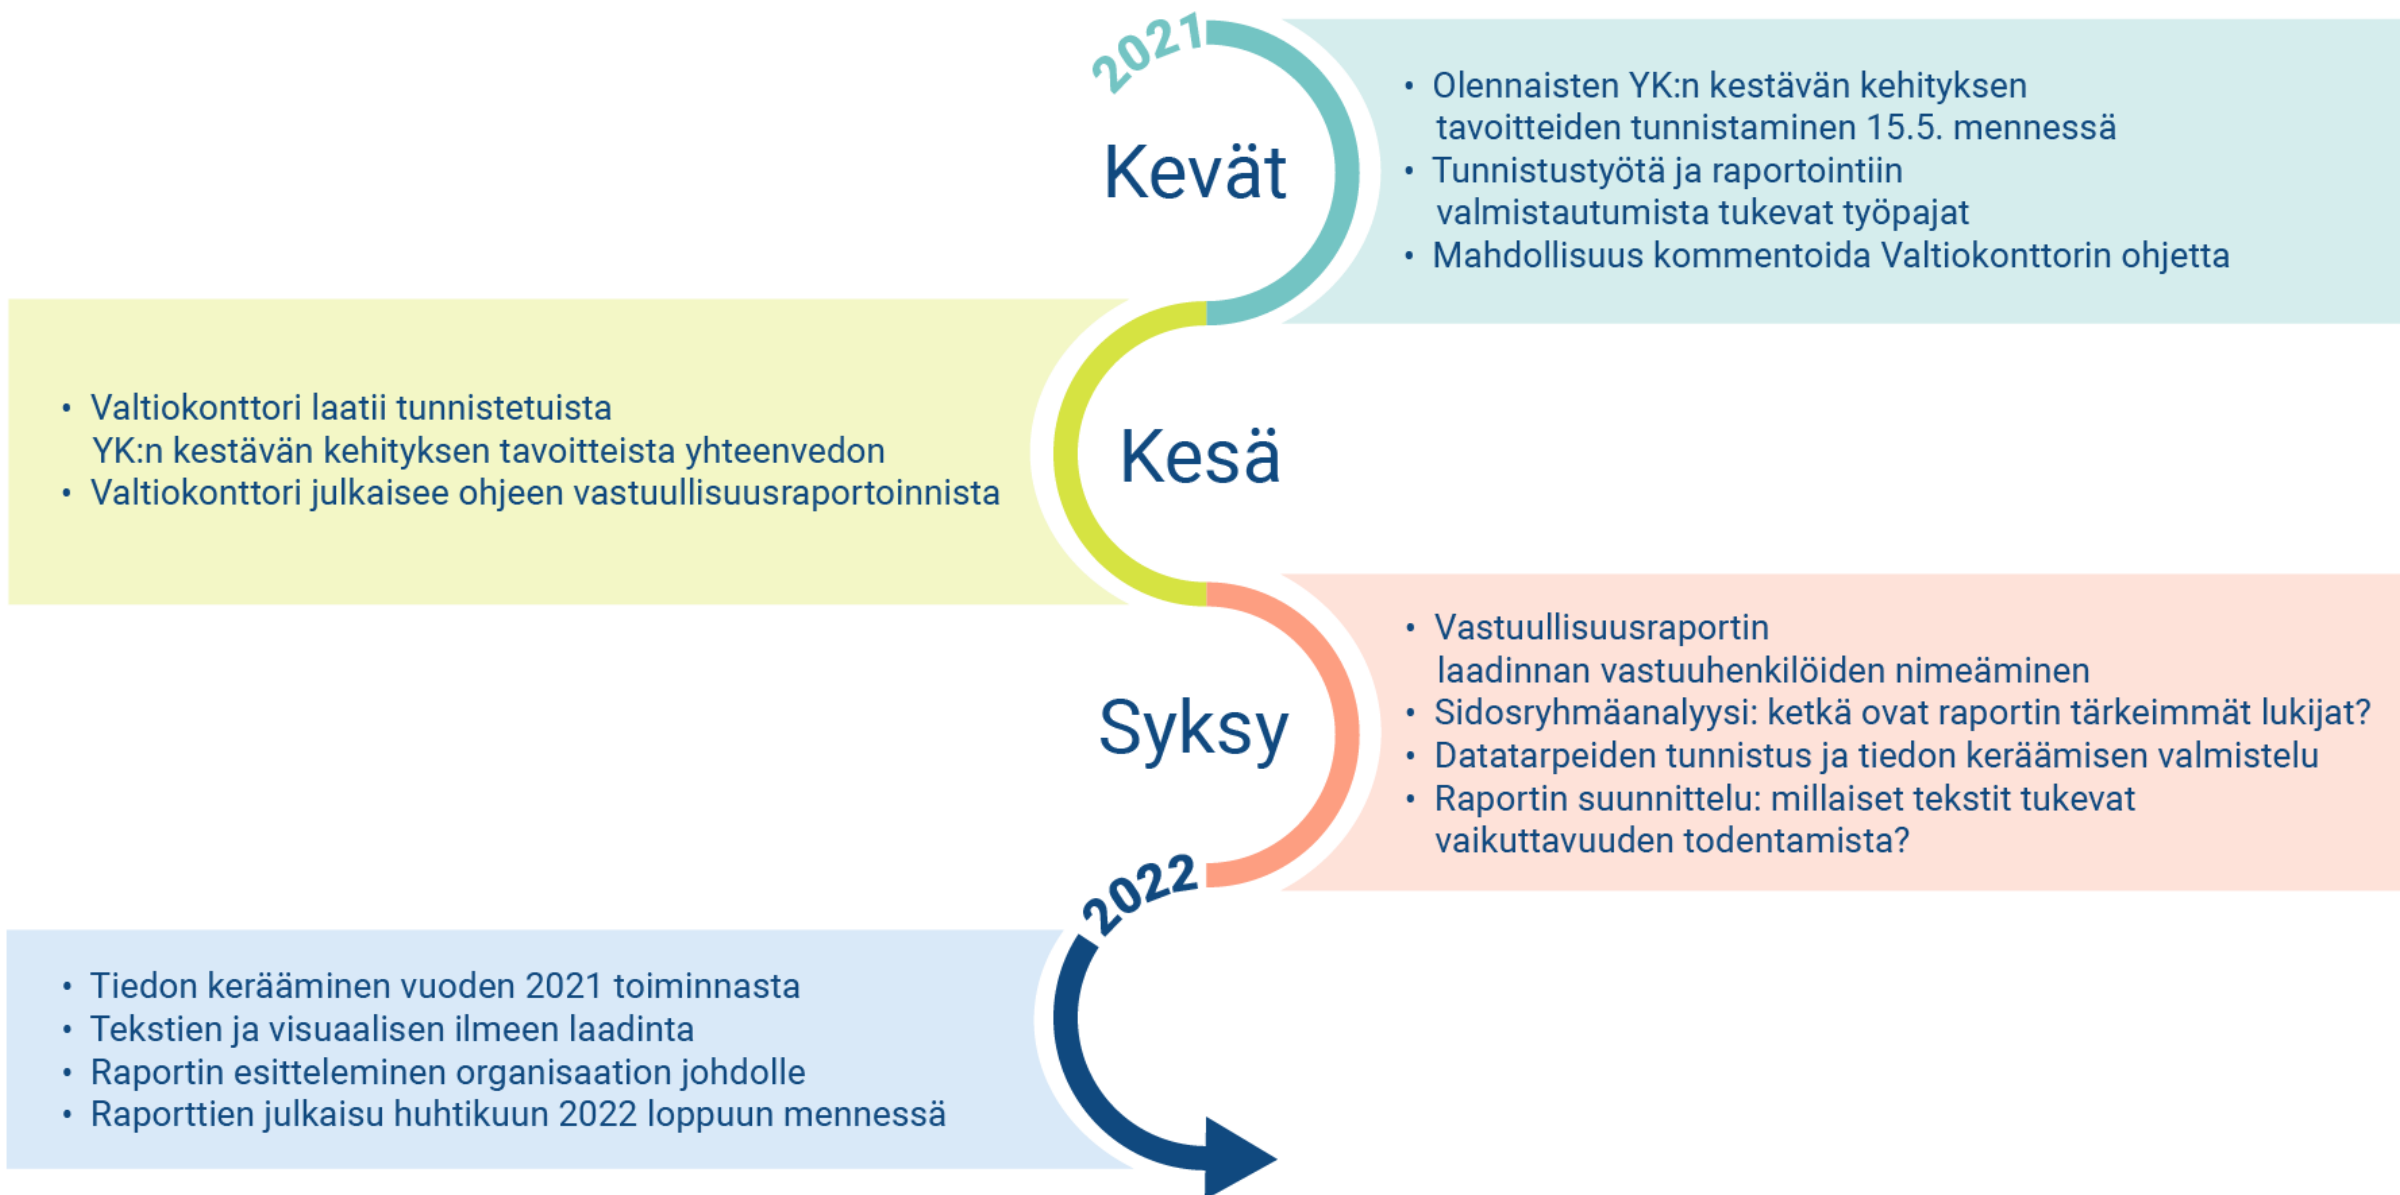 2021
Kevät
• Olennaisten YK:n kestävän kehityksen
tavoitteiden tunnistaminen 15.5. mennessä
• Tunnistustyötä ja raportointiin
valmistautumista tukevat työpajat
• Mahdollisuus kommentoida Valtiokonttorin ohjetta
Kesä
• Valtiokonttori laatii tunnistetuista
YK:n kestävän kehityksen tavoitteista yhteenvedon
• Valtiokonttori julkaisee ohjeen vastuullisuusraportoinnista
Syksy
• Vastuullisuusraportin
laadinnan vastuuhenkilöiden nimeäminen
• Sidosryhmäanalyysi: ketkä ovat raportin tärkeimmät lukijat?
• Datatarpeiden tunnistus ja tiedon keräämisen valmistelu
• Raportin suunnittelu: millaiset tekstit tukevat
vaikuttavuuden todentamista?
2022
• Tiedon kerääminen vuoden 2021 toiminnasta
• Tekstien ja visuaalisen ilmeen laadinta
• Raportin esitteleminen organisaation johdolle
• Raporttien julkaisu huhtikuun 2022 loppuun mennessä